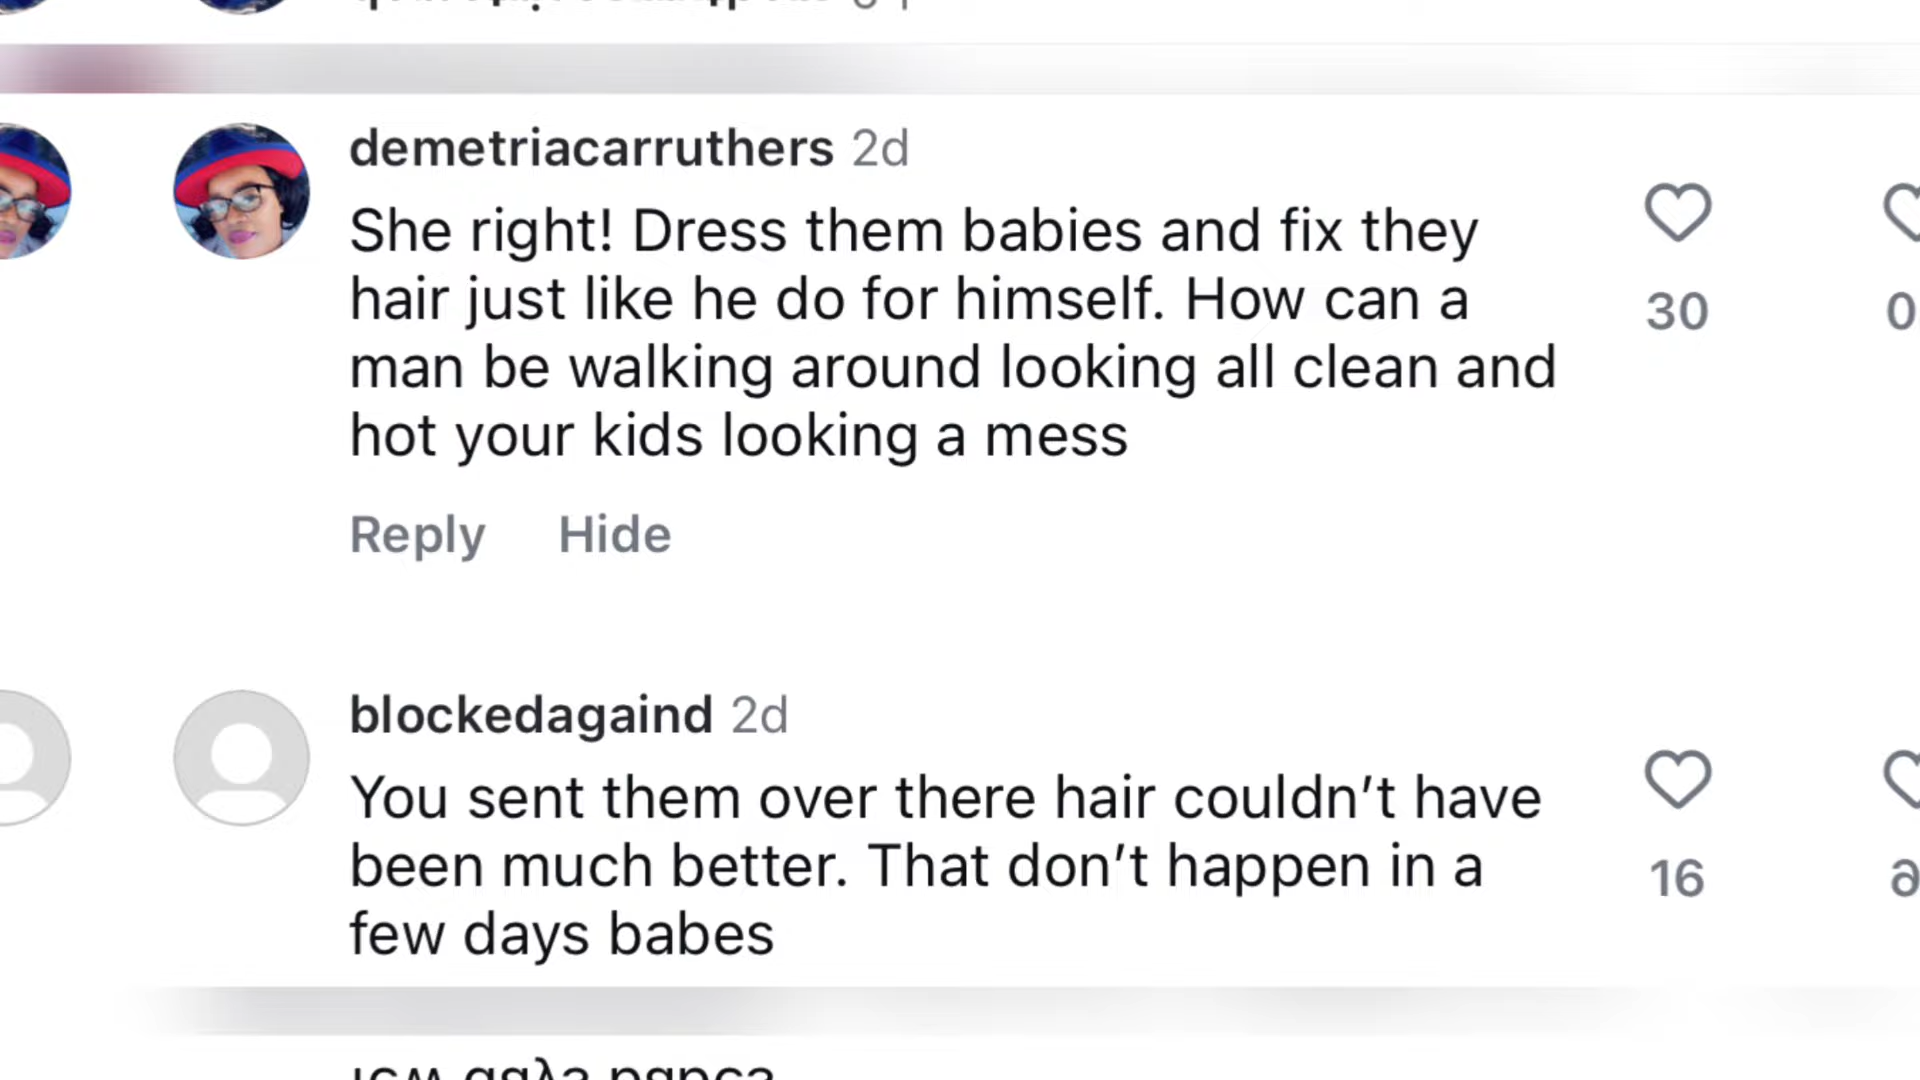 demetriacarruthers 2d
She right! Dress them babies and fix they
hair just like he do for himself. How can a
man be walking around looking all clean and
hot your kids looking a mess
30
0
Reply Hide
blockedagaind 2d
You sent them over there hair couldn’t have
been much better. That don’t happen in a
few days babes
16